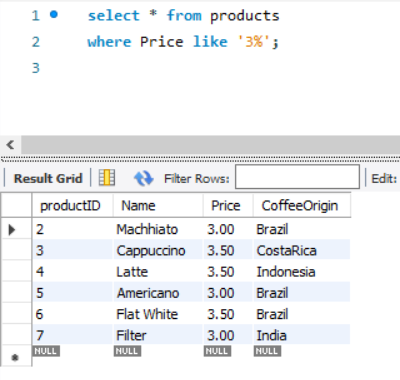 1 select * from products
2 where Price like '3%';
3
Result Grid Filter Rows: Edit:
productID Name Price CoffeeOrigin
2 Machhiato 3.00 Brazil
3 Cappuccino 3.50 CostaRica
4 Latte 3.50 Indonesia
5 Americano 3.00 Brazil
6 Flat White 3.50 Brazil
7 Filter 3.00 India
NULL NULL NULL NULL